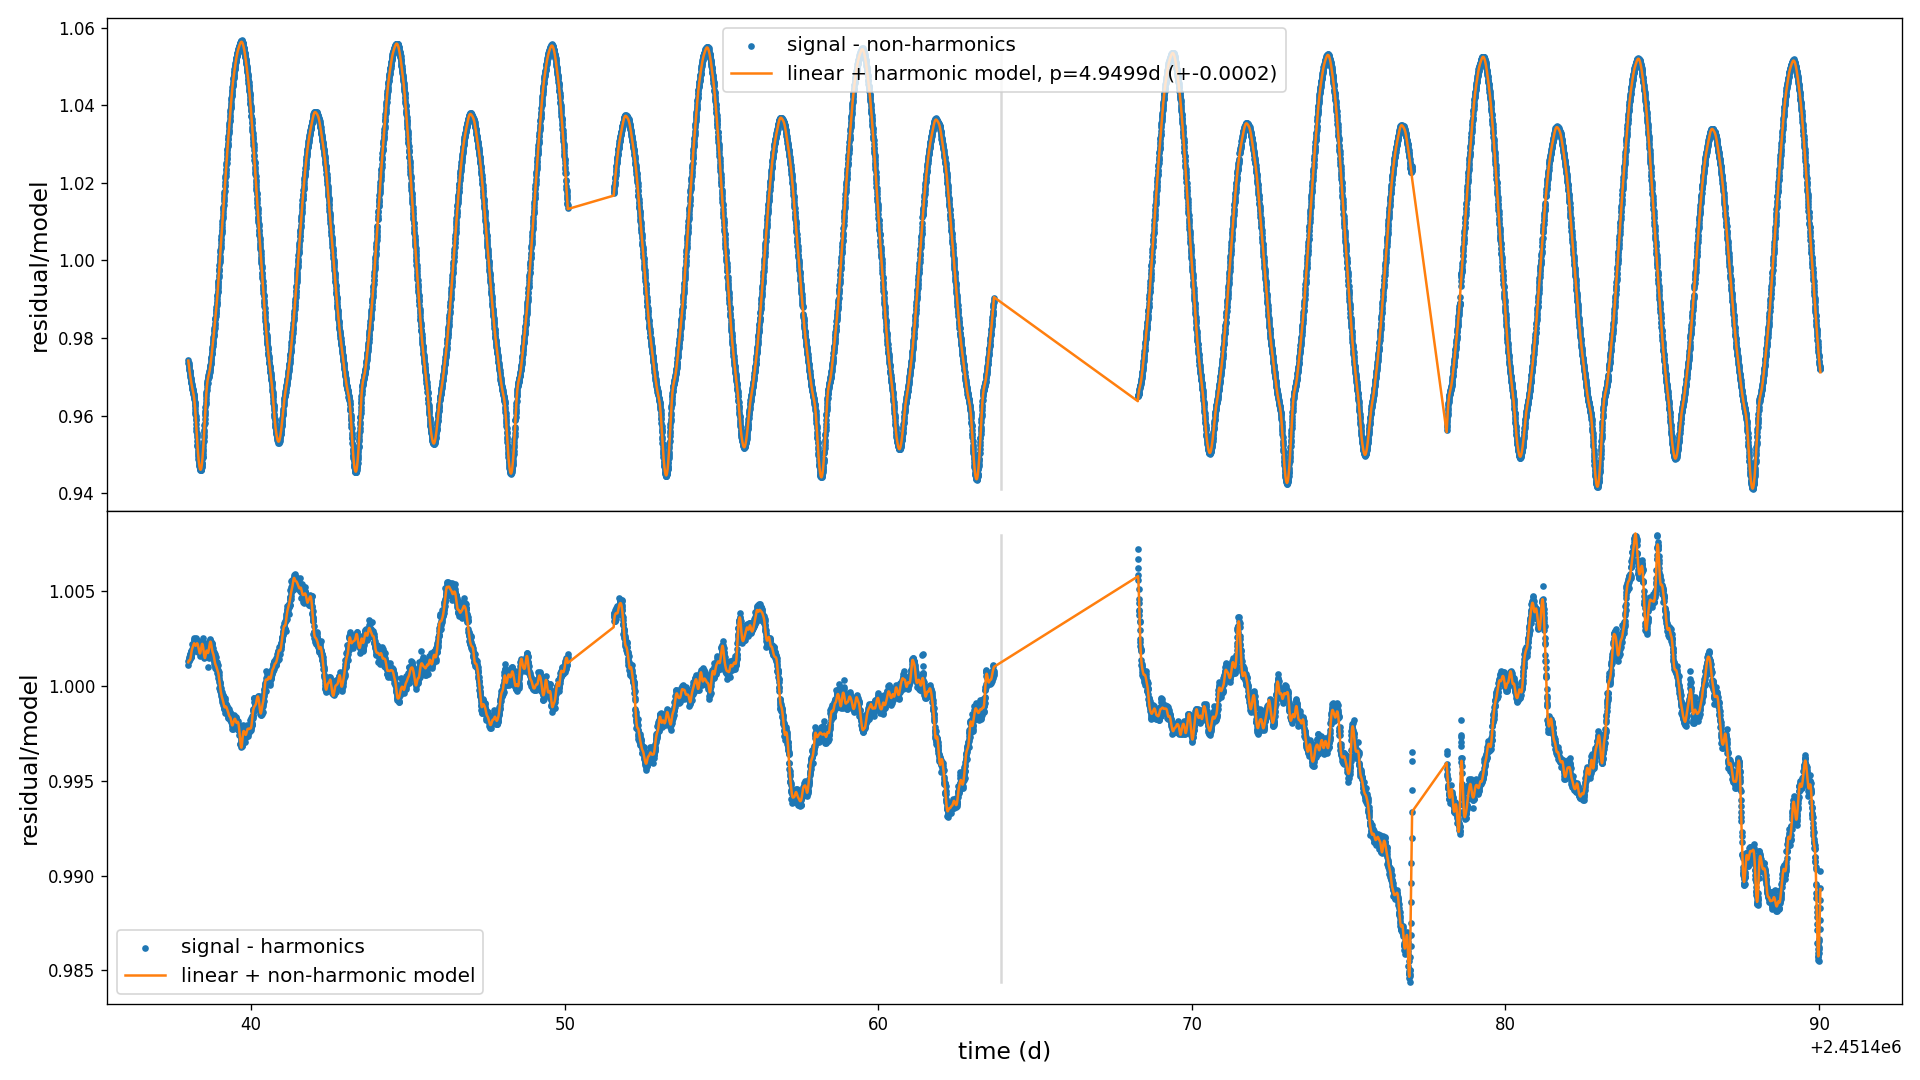 1.06
1.04
1.02
1.00
0.98
0.96
0.94
residual/model
signal - non-harmonics
linear + harmonic model, p=4.9499d (+-0.0002)
1.005
1.000
0.995
0.990
0.985
residual/model
signal - harmonics
linear + non-harmonic model
40 50 60 70 80 90
time (d)
+2.4514e6